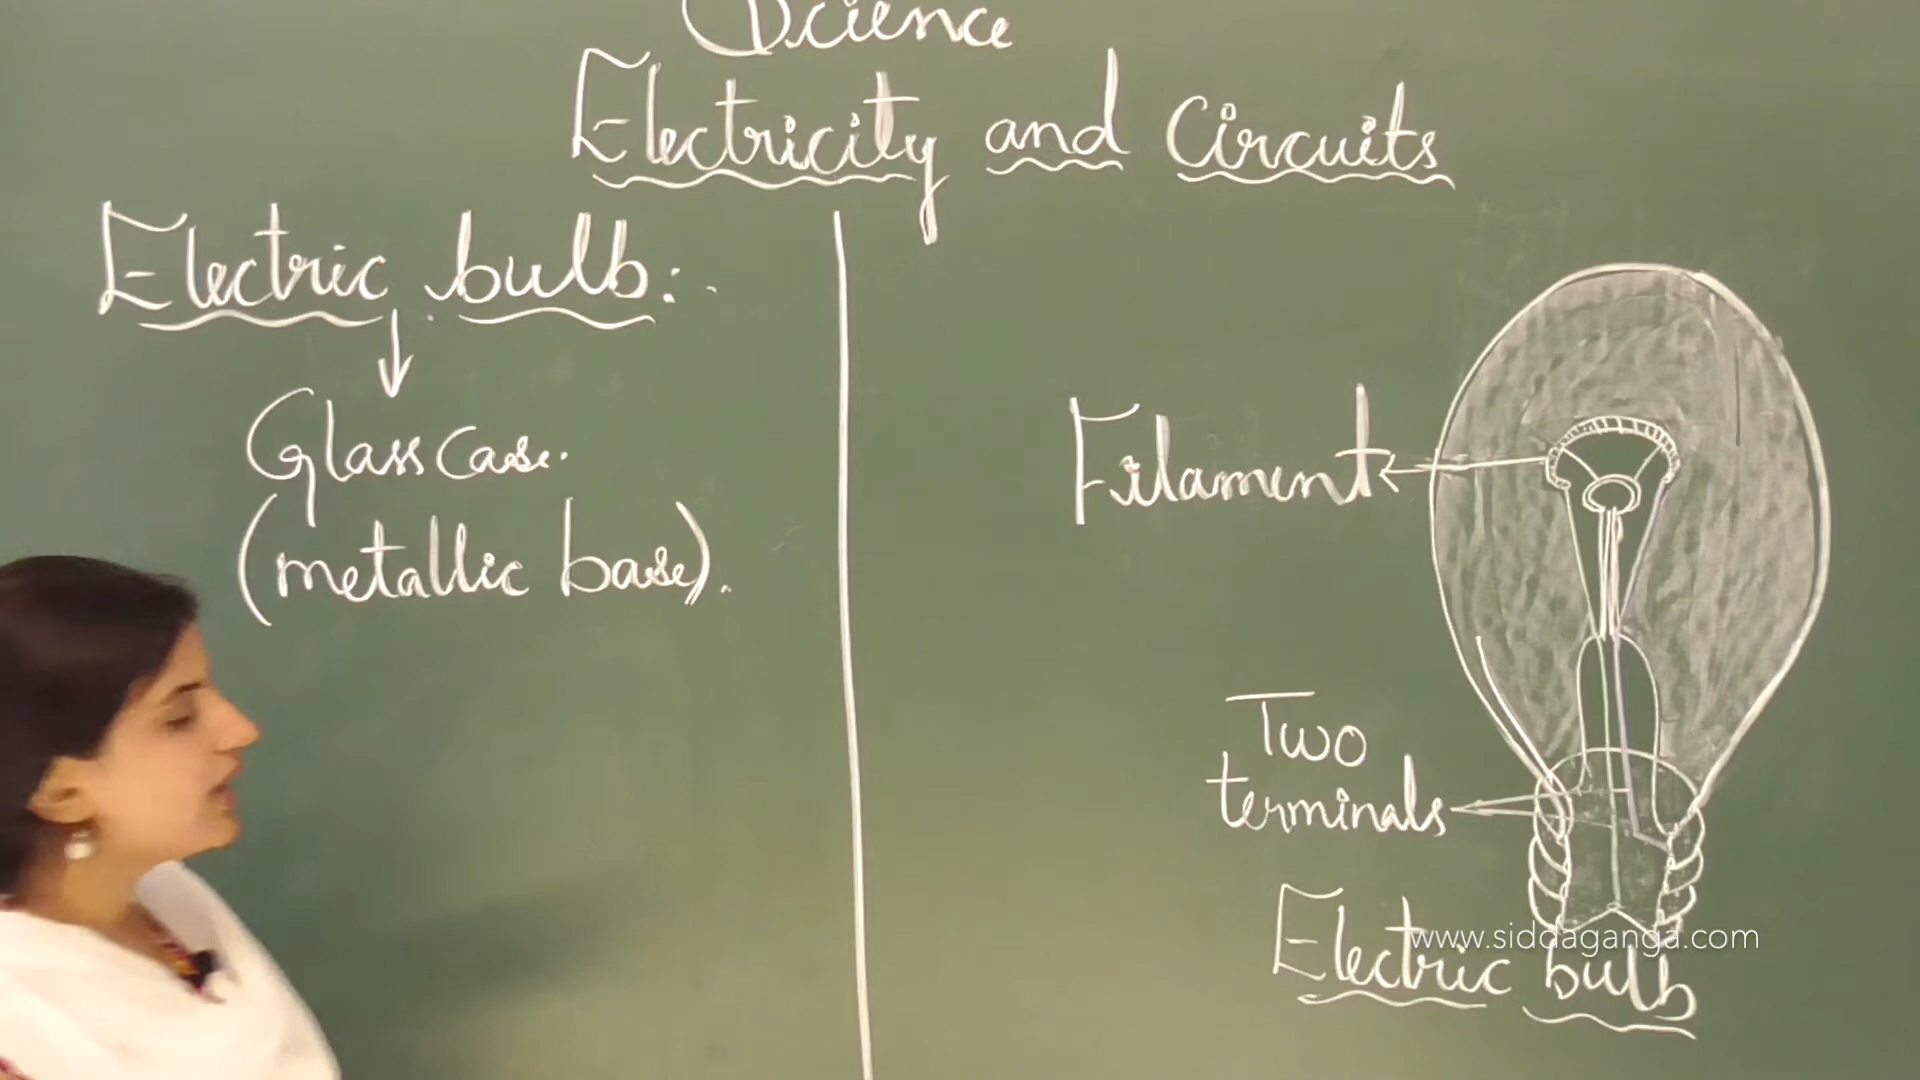 Science
Electricity and Circuits
Electric bulb:
Glass case.
(metallic base).
Filament
Two
terminals
Electric bulb
www.siddaganga.com